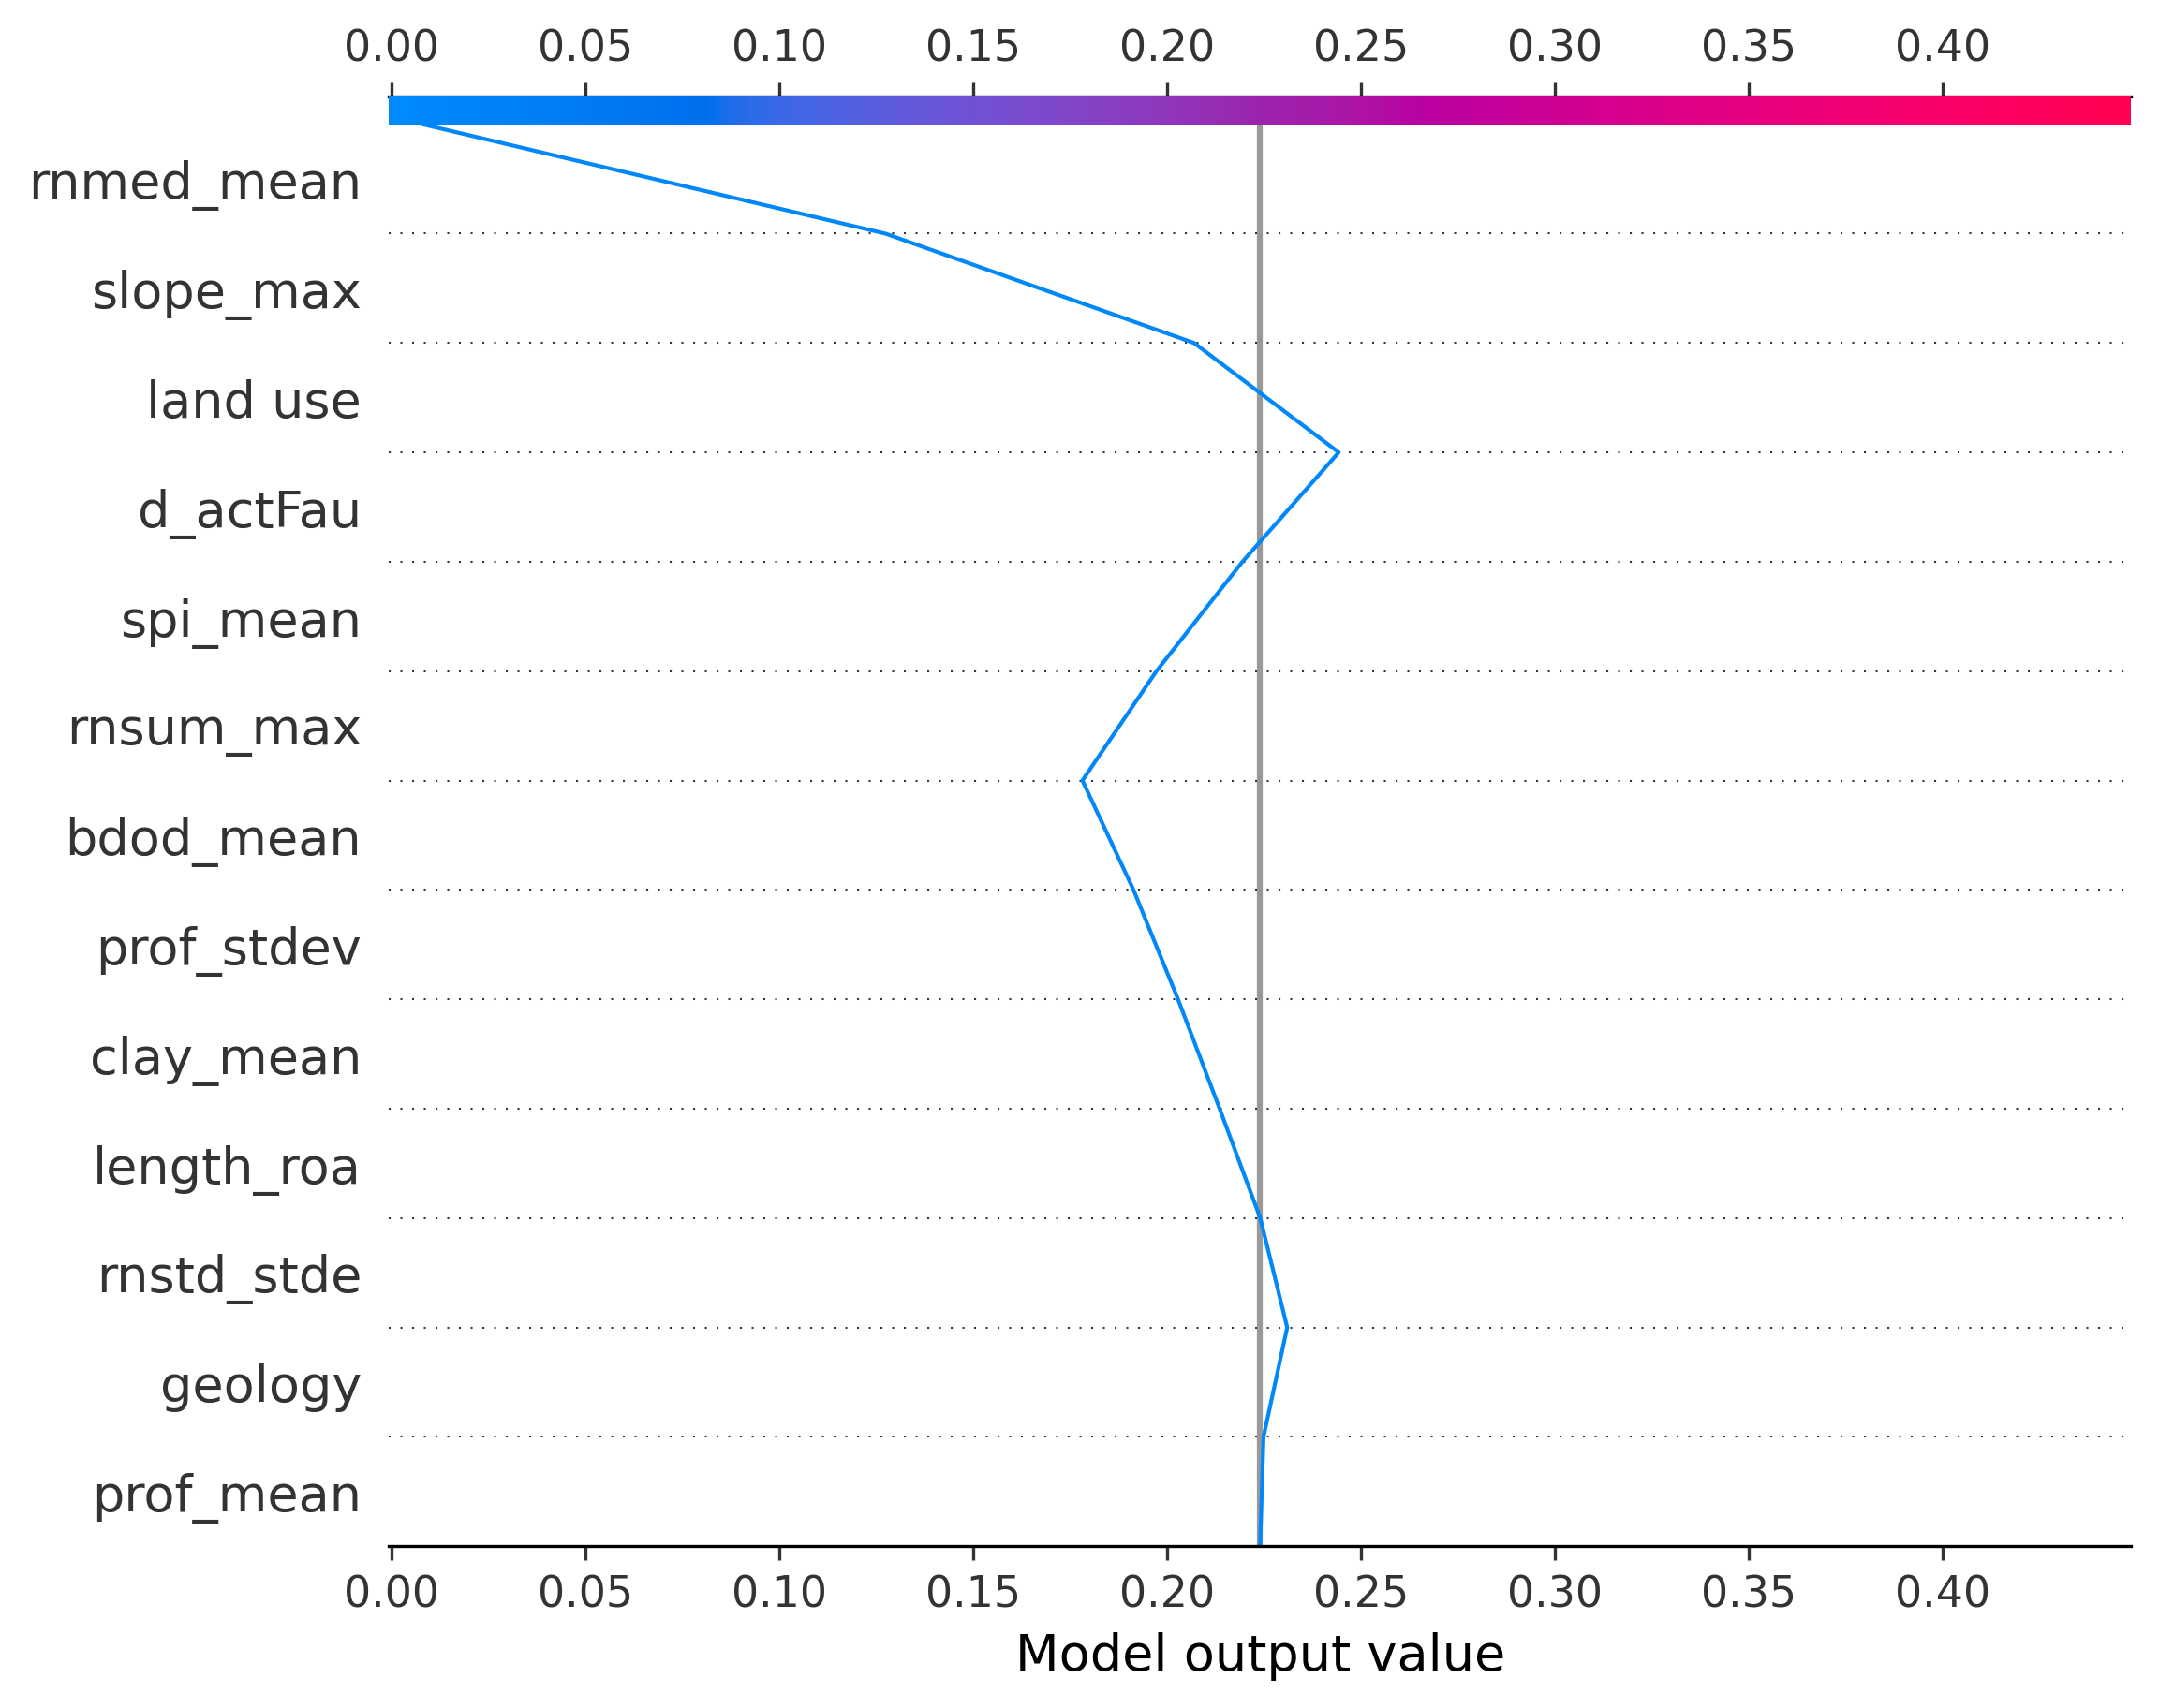 0.00 0.05 0.10 0.15 0.20 0.25 0.30 0.35 0.40
rnmed_mean
slope_max
land use
d_actFau
spi_mean
rnsum_max
bdod_mean
prof_stdev
clay_mean
length_roa
rnstd_stde
geology
prof_mean
0.00 0.05 0.10 0.15 0.20 0.25 0.30 0.35 0.40
Model output value